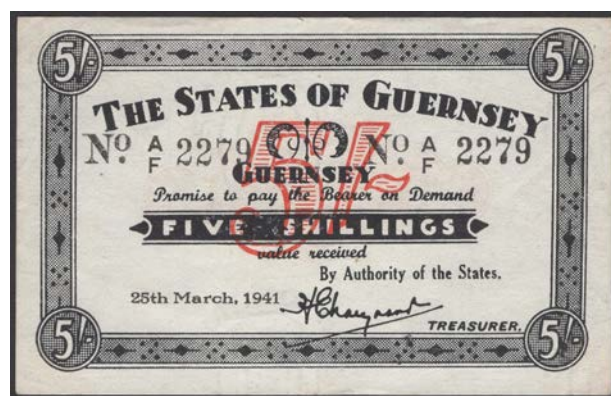 5/- 5/-
THE STATES OF GUERNSEY
No A/F 2279 No A/F 2279
5/-
GUERNSEY
Promise to pay the Bearer on Demand
FIVE SHILLINGS
value received
By Authority of the States.
25th March, 1941
TREASURER.
5/- 5/-